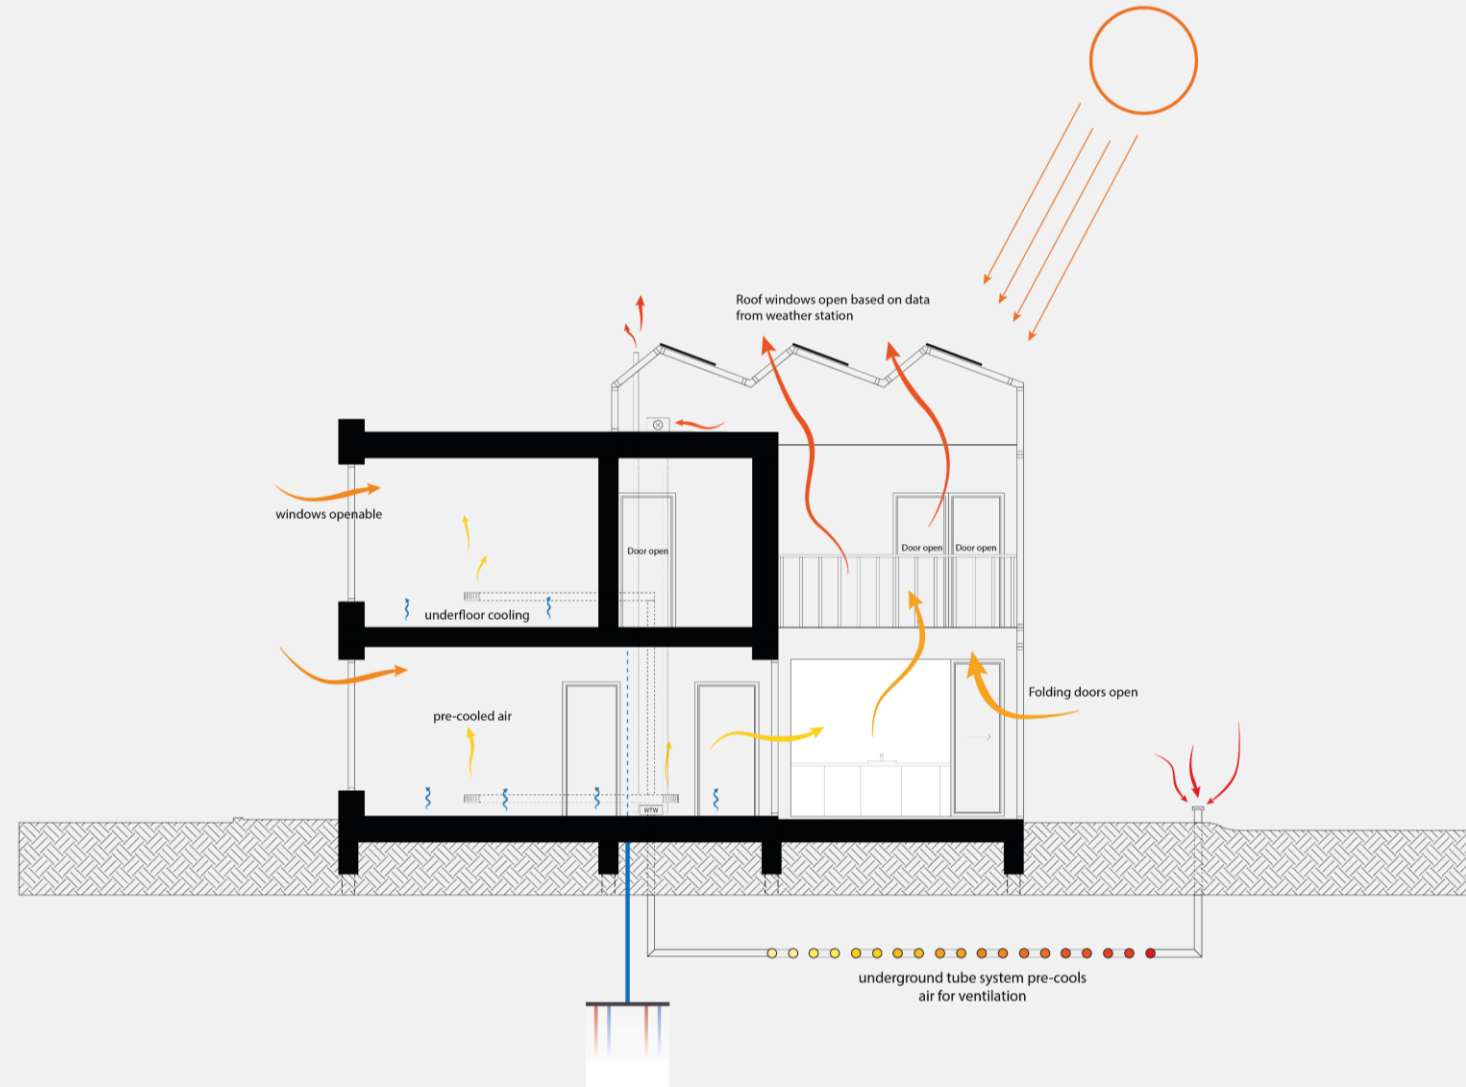 Roof windows open based on data
from weather station
windows openable
Door open
Door open
Door open
underfloor cooling
pre-cooled air
Folding doors open
WTW
underground tube system pre-cools
air for ventilation